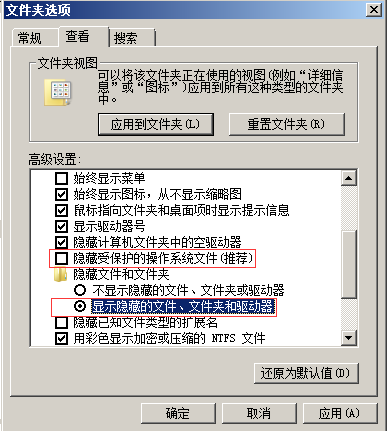 文件夹选项
常规
查看
搜索
文件夹视图
可以将该文件夹正在使用的视图(例如“详细信
息”或“图标”)应用到所有这种类型的文件夹
中。
应用到文件夹(L)
重置文件夹(R)
高级设置:
始终显示菜单
始终显示图标，从不显示缩略图
鼠标指向文件夹和桌面项时显示提示信息
显示驱动器号
隐藏计算机文件夹中的空驱动器
隐藏受保护的操作系统文件(推荐)
隐藏文件和文件夹
不显示隐藏的文件、文件夹或驱动器
显示隐藏的文件、文件夹和驱动器
隐藏已知文件类型的扩展名
用彩色显示加密或压缩的 NTFS 文件
还原为默认值(D)
确定
取消
应用(A)